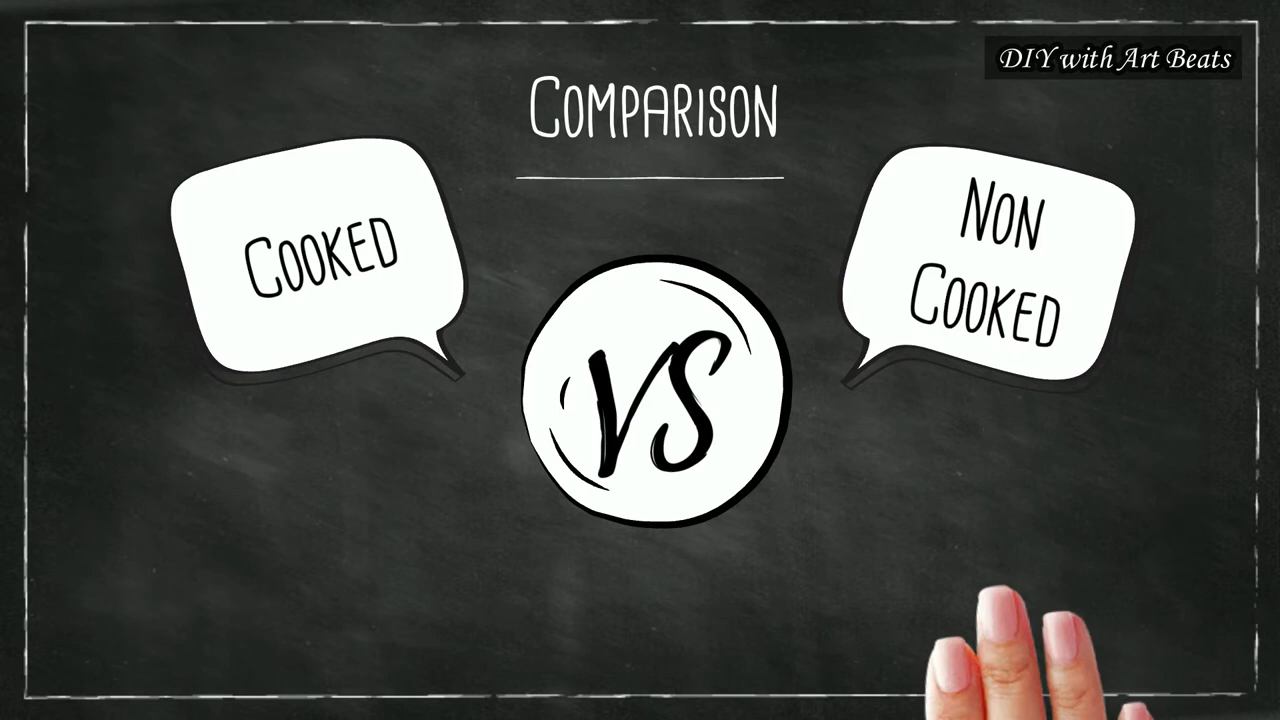 DIY with Art Beats
COMPARISON
COOKED
VS
NON
COOKED